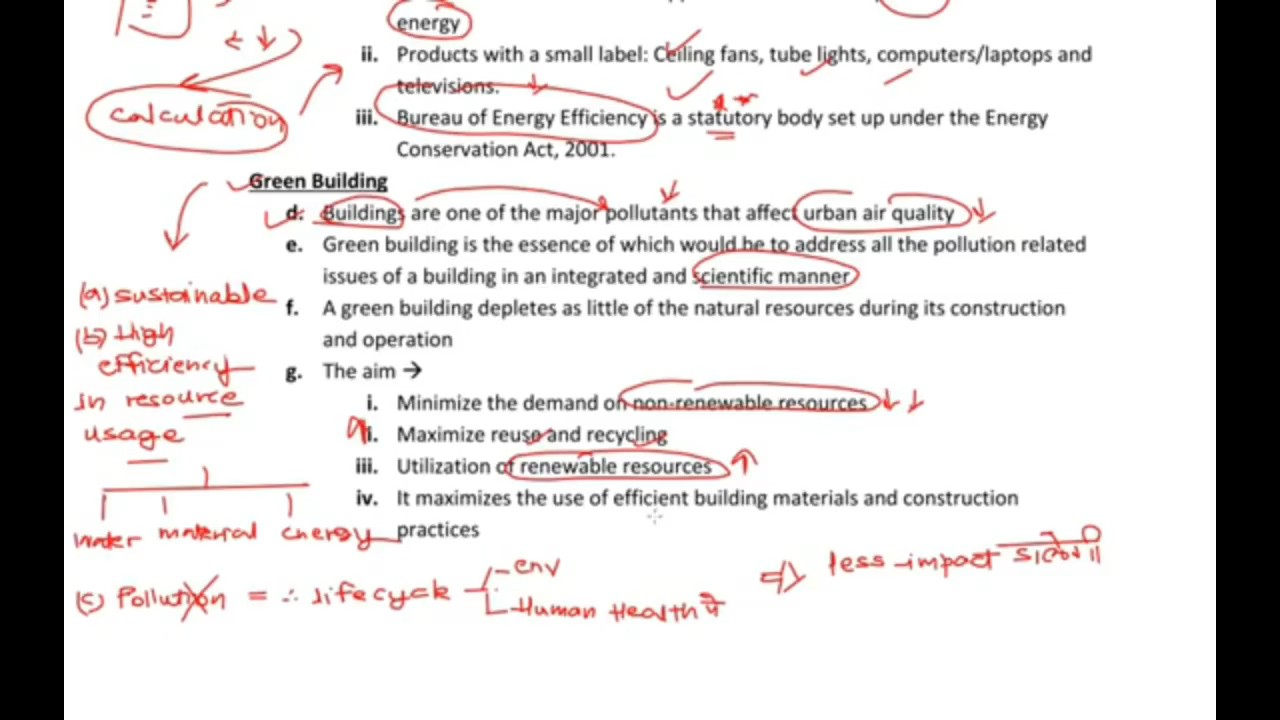 energy
ii. Products with a small label: Ceiling fans, tube lights, computers/laptops and
televisions.
calculation
iii. Bureau of Energy Efficiency is a statutory body set up under the Energy
Conservation Act, 2001.
Green Building
d. Buildings are one of the major pollutants that affect urban air quality
e. Green building is the essence of which would be to address all the pollution related
issues of a building in an integrated and scientific manner
f. A green building depletes as little of the natural resources during its construction
and operation
g. The aim →
i. Minimize the demand on non-renewable resources
ii. Maximize reuse and recycling
iii. Utilization of renewable resources
iv. It maximizes the use of efficient building materials and construction
practices
(a) sustainable
(b) High
efficiency
in resource
usage
water material energy
(c) Pollution = ∴ lifecycle - env
- Human Health
⇒ less impact